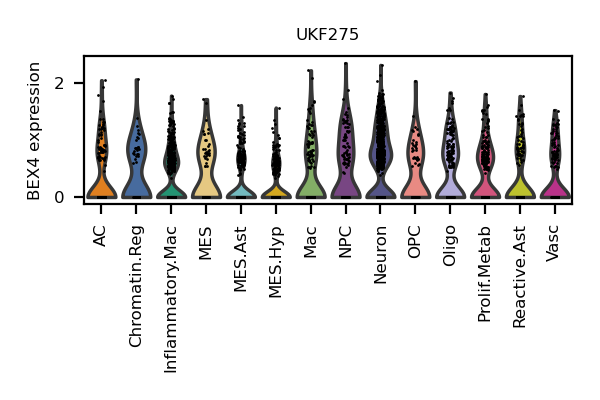 UKF275
BEX4 expression
2
0
AC
Chromatin.Reg
Inflammatory.Mac
MES
MES.Ast
MES.Hyp
Mac
NPC
Neuron
OPC
Oligo
Prolif.Metab
Reactive.Ast
Vasc